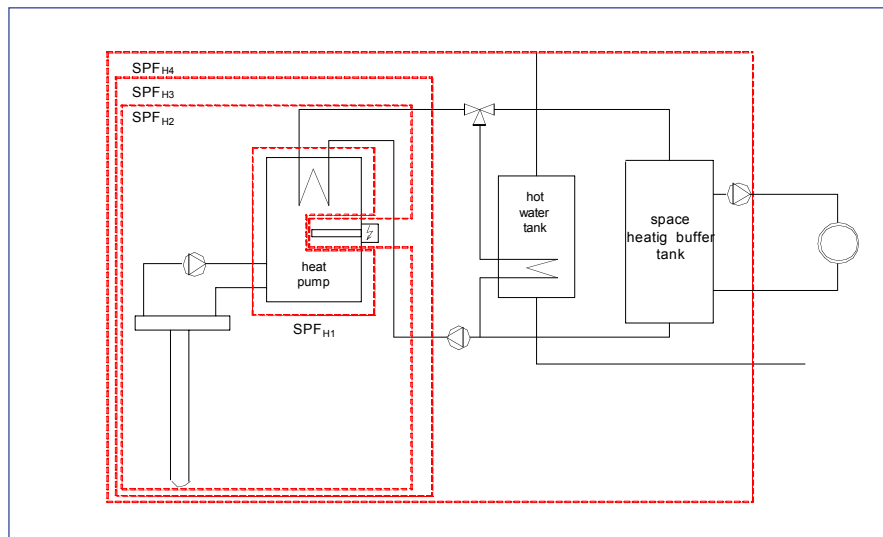 SPFH4
SPFH3
SPFH2
heat
pump
SPFH1
hot
water
tank
space
heatig buffer
tank